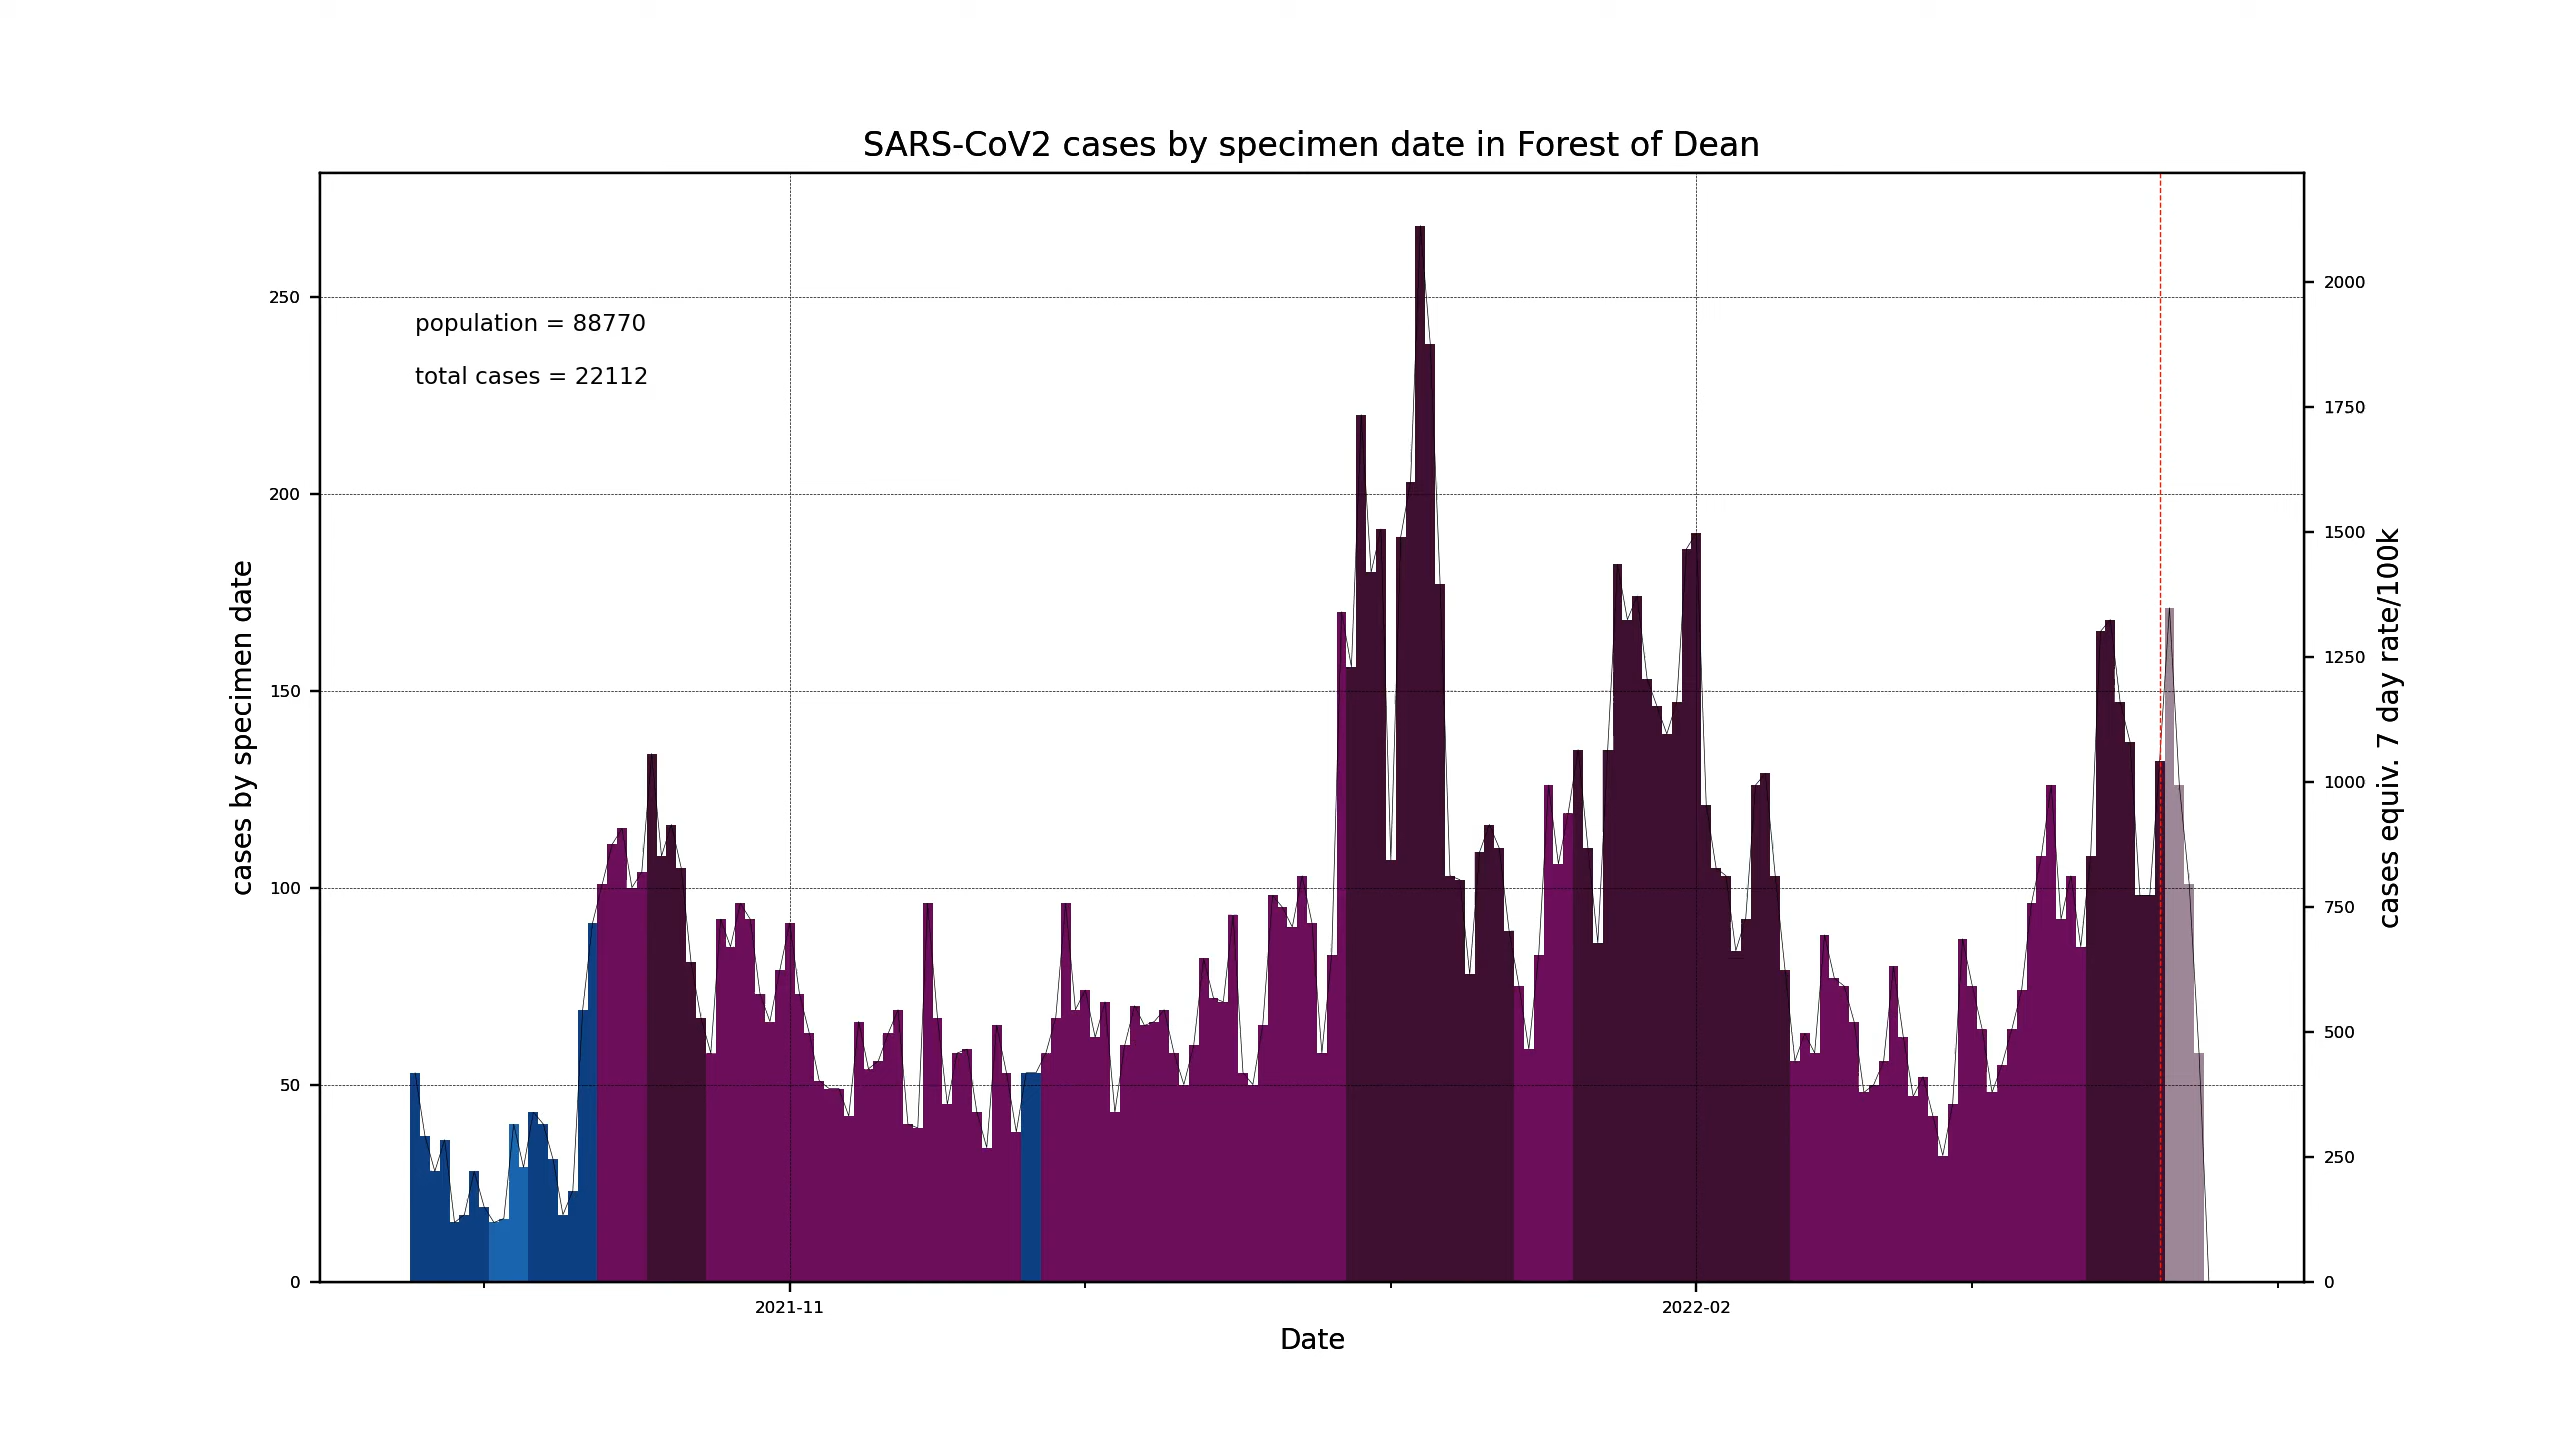 SARS-CoV2 cases by specimen date in Forest of Dean
population = 88770
total cases = 22112
cases by specimen date
250
200
150
100
50
0
2000
1750
1500
1250
1000
750
500
250
0
cases equiv. 7 day rate/100k
2021-11
2022-02
Date